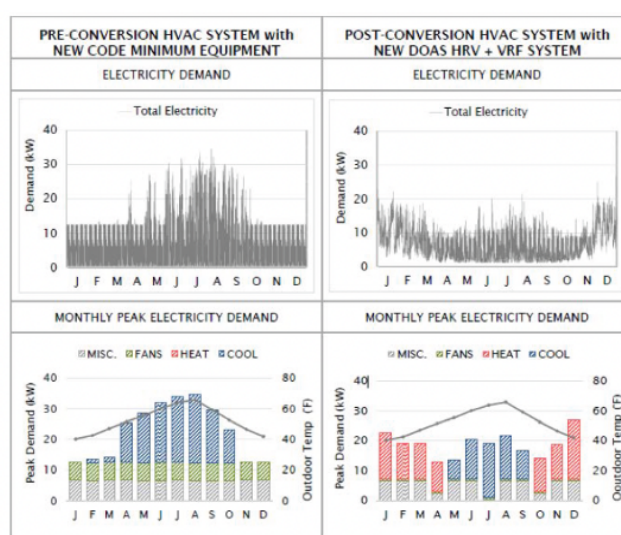 PRE-CONVERSION HVAC SYSTEM with
NEW CODE MINIMUM EQUIPMENT
POST-CONVERSION HVAC SYSTEM with
NEW DOAS HRV + VRF SYSTEM
ELECTRICITY DEMAND
ELECTRICITY DEMAND
Total Electricity
Total Electricity
Demand (kW)
40
30
20
10
0
J F M A M J J A S O N D
Demand (kW)
40
30
20
10
0
J F M A M J J A S O N D
MONTHLY PEAK ELECTRICITY DEMAND
MONTHLY PEAK ELECTRICITY DEMAND
MISC. FANS HEAT COOL
MISC. FANS HEAT COOL
Peak Demand (kW)
40
30
20
10
0
80
60
40
20
0
Outdoor Temp (°F)
J F M A M J J A S O N D
Peak Demand (kW)
40
30
20
10
0
80
60
40
20
0
Outdoor Temp (°F)
J F M A M J J A S O N D